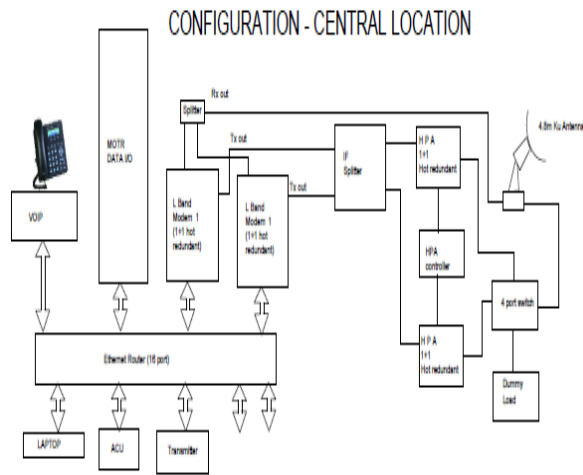 CONFIGURATION - CENTRAL LOCATION
Rx out
Splitter
Tx out
MOTR
DATA I/O
IF
Splitter
H P A
1+1
Hot redundant
4.8m Ku Antenna
VOIP
L Band
Modem 1
(1+1 hot
redundant)
L Band
Modem 1
(1+1 hot
redundant)
Tx out
HPA
controller
4 port switch
H P A
1+1
Hot redundant
Ethernet Router (16 port)
Dummy
Load
LAPTOP
ACU
Transmitter